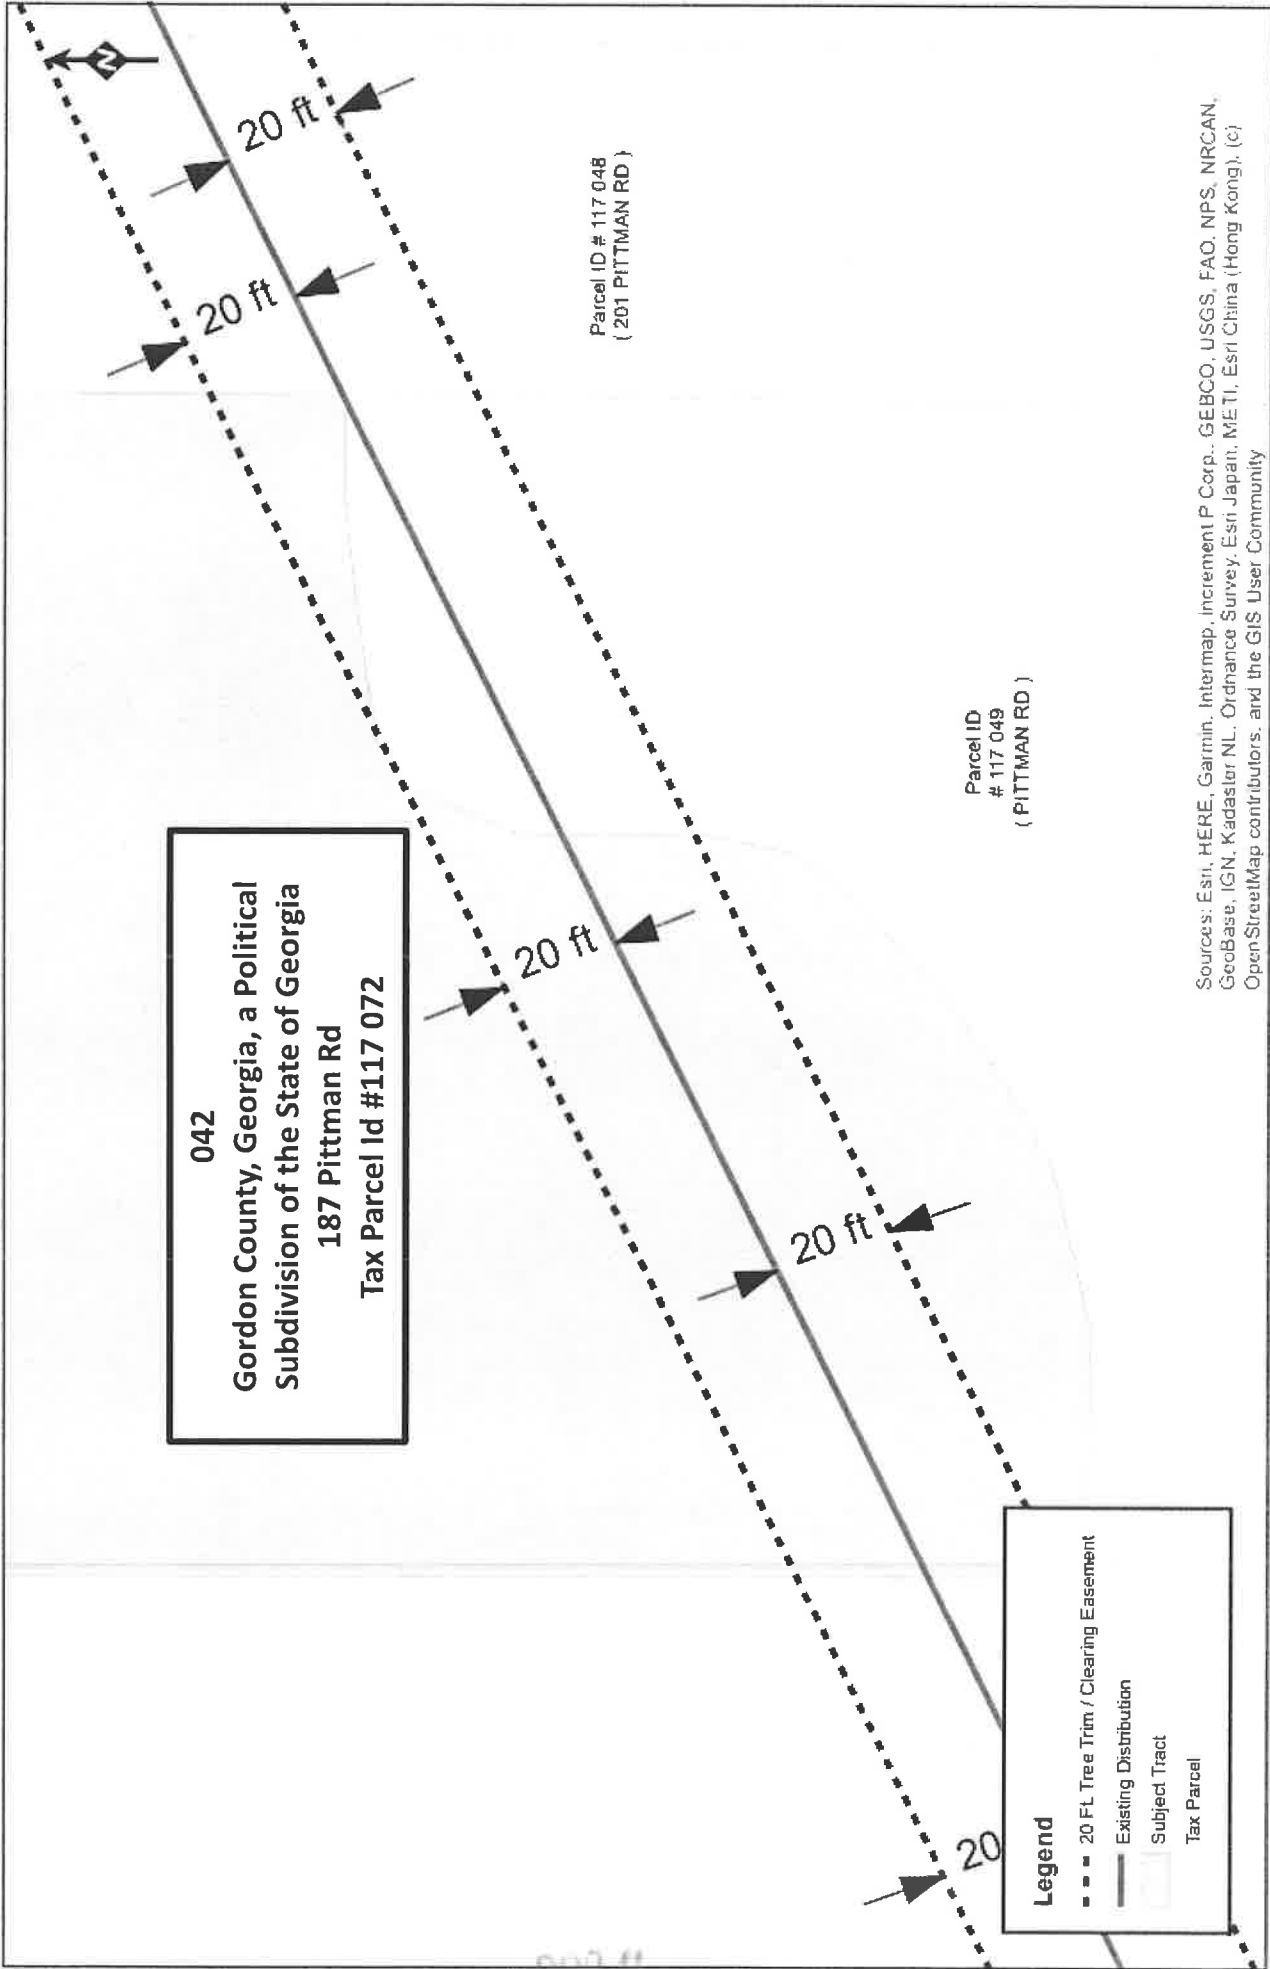 042
Gordon County, Georgia, a Political
Subdivision of the State of Georgia
187 Pittman Rd
Tax Parcel Id #117 072
N
20 ft
20 ft
20 ft
20 ft
20
Parcel ID # 117 048
( 201 PITTMAN RD )
Parcel ID
# 117 049
( PITTMAN RD )
Legend
20 Ft. Tree Trim / Clearing Easement
Existing Distribution
Subject Tract
Tax Parcel
Sources: Esri, HERE, Garmin, Intermap, increment P Corp., GEBCO, USGS, FAO, NPS, NRCAN,
GeoBase, IGN, Kadaster NL, Ordnance Survey, Esri Japan, METI, Esri China (Hong Kong), (c)
OpenStreetMap contributors, and the GIS User Community